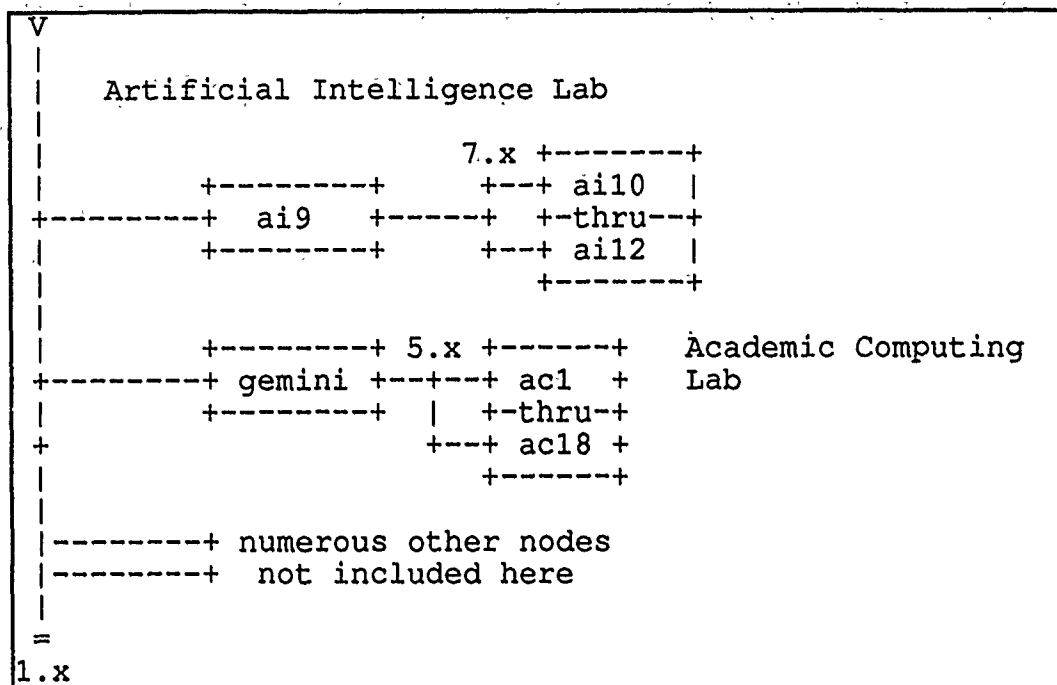 V
Artificial Intelligence Lab
7.x +-------+
+--------+ +--+ ai10 |
+---------+ ai9 +-----+ +-thru--+
+--------+ +--+ ai12 |
+-------+
+--------+ 5.x +------+ Academic Computing
+---------+ gemini +--+--+ ac1 + Lab
+--------+ | +-thru-+
+ +--+ ac18 +
+------+
|--------+ numerous other nodes
|--------+ not included here
=
1.x